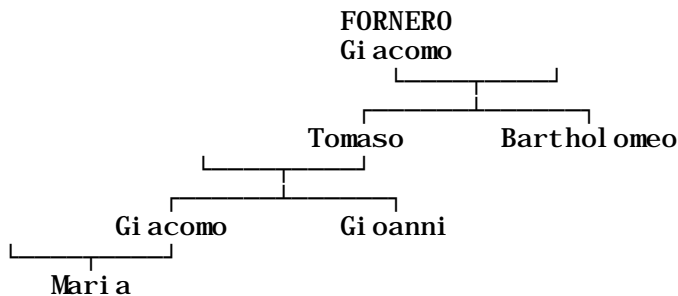 FORNERO
Giacomo
Tomaso Bartholomeo
Giacomo Gioanni
Maria